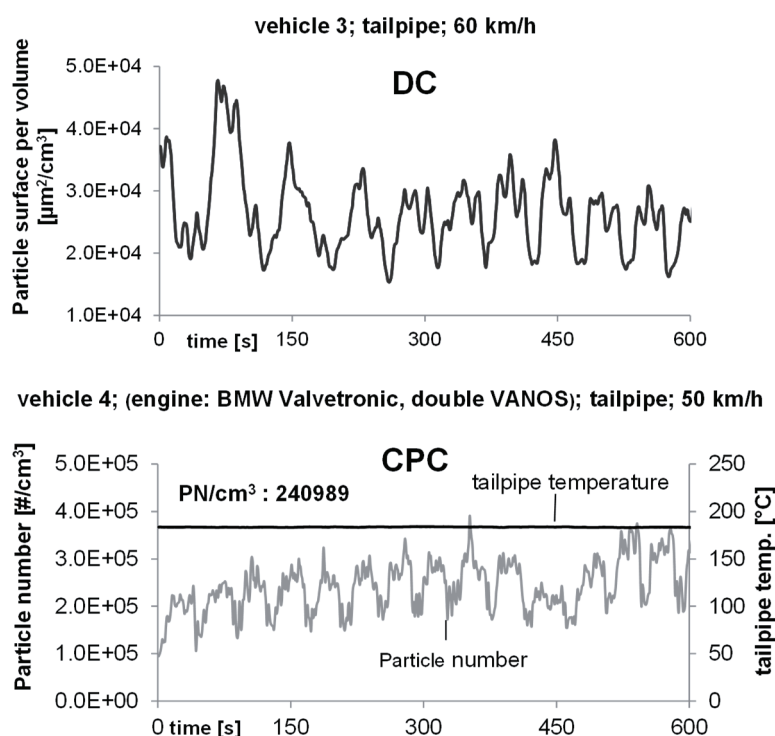 vehicle 3; tailpipe; 60 km/h
DC
Particle surface per volume
[µm²/cm³]
5.0E+04
4.0E+04
3.0E+04
2.0E+04
1.0E+04
0 time [s] 150 300 450 600
vehicle 4; (engine: BMW Valvetronic, double VANOS); tailpipe; 50 km/h
CPC
Particle number [#/cm³]
5.0E+05
4.0E+05
3.0E+05
2.0E+05
1.0E+05
0.0E+00
PN/cm³ : 240989
tailpipe temperature
Particle number
250
200
150
100
50
0
tailpipe temp. [°C]
0 time [s] 150 300 450 600